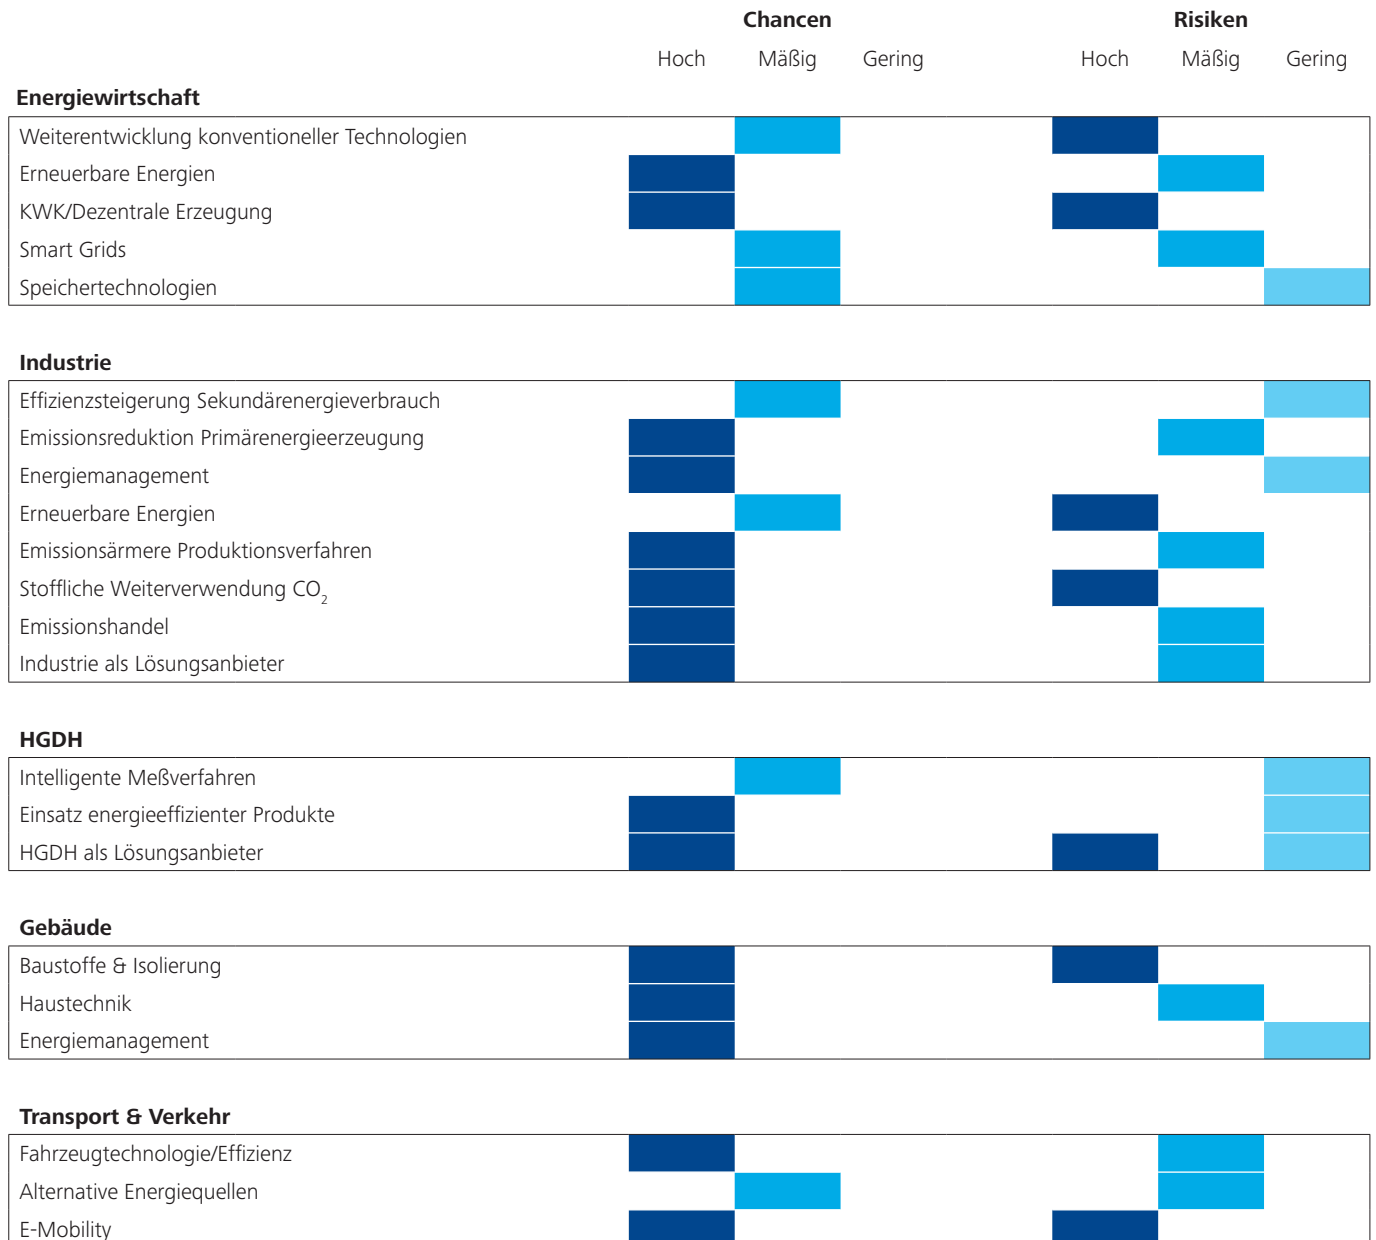 Chancen Risiken
Hoch Mäßig Gering Hoch Mäßig Gering
Energiewirtschaft
Weiterentwicklung konventioneller Technologien
Erneuerbare Energien
KWK/Dezentrale Erzeugung
Smart Grids
Speichertechnologien
Industrie
Effizienzsteigerung Sekundärenergieverbrauch
Emissionsreduktion Primärenergieerzeugung
Energiemanagement
Erneuerbare Energien
Emissionsärmere Produktionsverfahren
Stoffliche Weiterverwendung CO₂
Emissionshandel
Industrie als Lösungsanbieter
HGDH
Intelligente Meßverfahren
Einsatz energieeffizienter Produkte
HGDH als Lösungsanbieter
Gebäude
Baustoffe & Isolierung
Haustechnik
Energiemanagement
Transport & Verkehr
Fahrzeugtechnologie/Effizienz
Alternative Energiequellen
E-Mobility